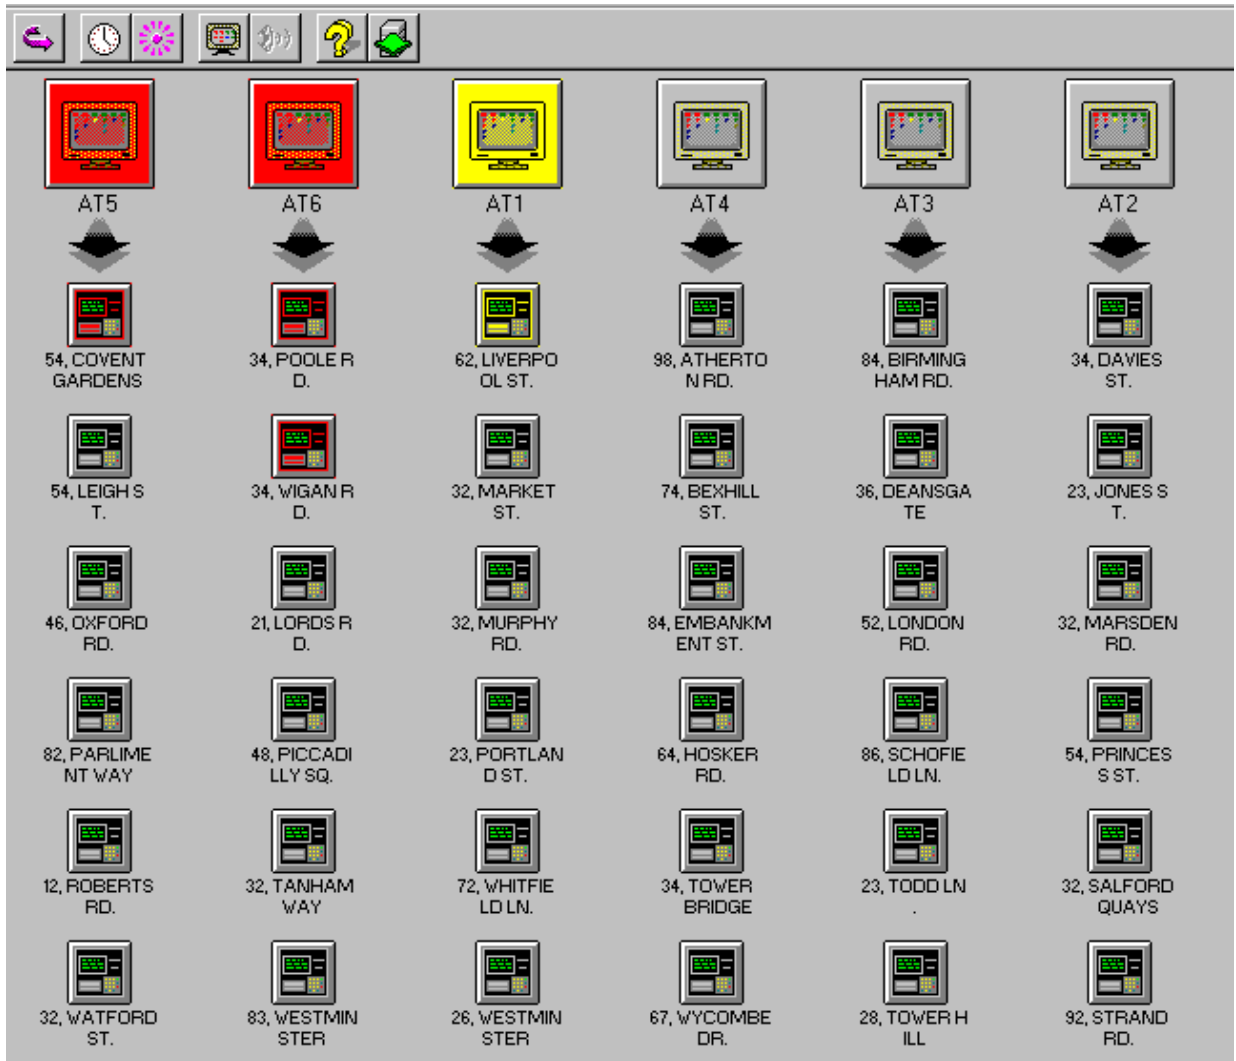 AT5 AT6 AT1 AT4 AT3 AT2
54, COVENT 34, POOLE R 62, LIVERPO 98, ATHERTO 84, BIRMING 34, DAVIES
GARDENS D. OL ST. N RD. HAM RD. ST.
54, LEIGH S 34, WIGAN R 32, MARKET 74, BEXHILL 36, DEANSGA 23, JONES S
T. D. ST. ST. TE T.
46, OXFORD 21, LORDS R 32, MURPHY 84, EMBANKM 52, LONDON 32, MARSDEN
RD. D. RD. ENT ST. RD. RD.
82, PARLIME 48, PICCADI 23, PORTLAN 64, HOSKER 86, SCHOFIE 54, PRINCES
NT WAY LLY SQ. D ST. RD. LD LN. S ST.
12, ROBERTS 32, TANHAM 72, WHITFIE 34, TOWER 23, TODD LN 32, SALFORD
RD. WAY LD LN. BRIDGE . QUAYS
32, WATFORD 83, WESTMIN 26, WESTMIN 67, WYCOMBE 28, TOWER H 92, STRAND
ST. STER STER DR. ILL RD.